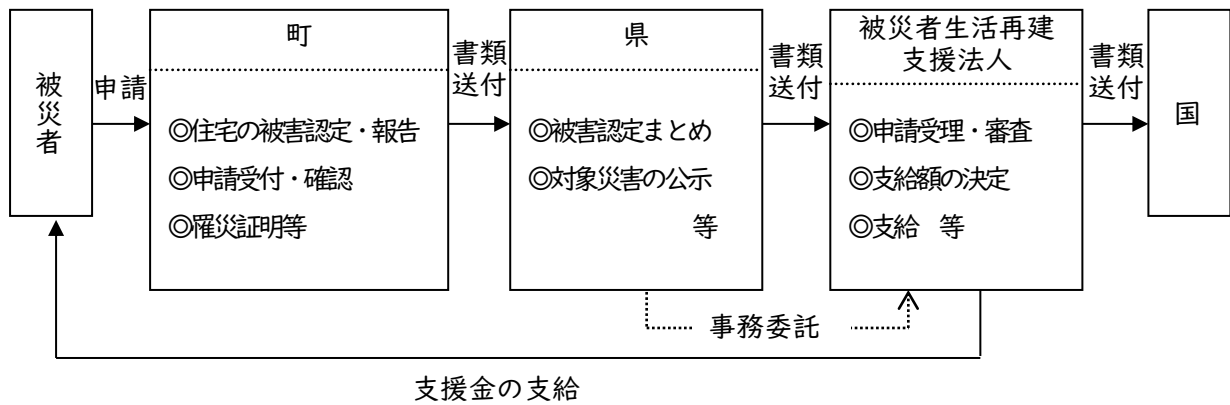 被災者
申請
町
◎住宅の被害認定・報告
◎申請受付・確認
◎罹災証明等
書類
送付
県
◎被害認定まとめ
◎対象災害の公示
等
書類
送付
被災者生活再建
支援法人
◎申請受理・審査
◎支給額の決定
◎支給　等
書類
送付
国
事務委託
支援金の支給